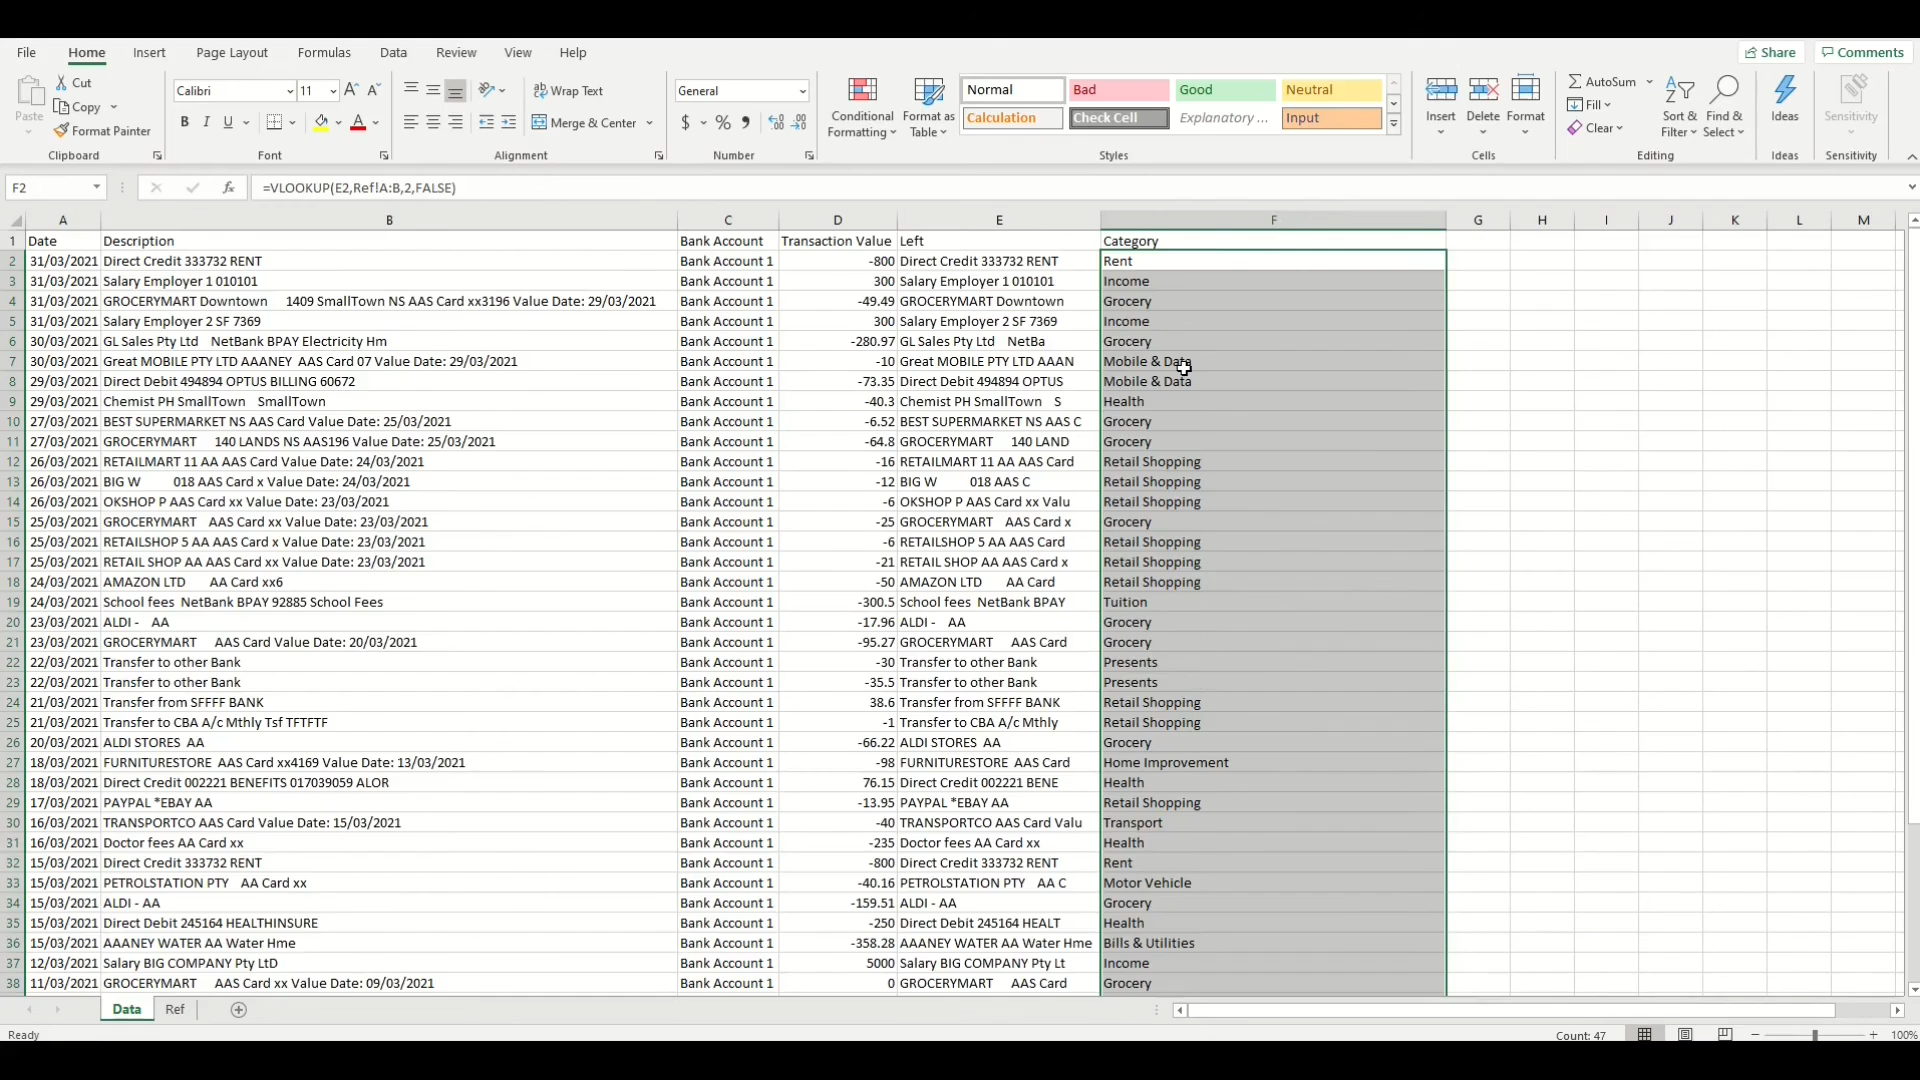 File Home Insert Page Layout Formulas Data Review View Help Share Comments
Cut
Copy
Format Painter
Paste
Clipboard
Calibri 11
B I U
Font
Wrap Text
Merge & Center
Alignment
General
$ % ,
Number
Conditional Formatting
Format as Table
Normal Bad Good Neutral
Calculation Check Cell Explanatory ... Input
Styles
Insert Delete Format
Cells
AutoSum
Fill
Clear
Sort & Filter
Find & Select
Editing
Ideas
Ideas
Sensitivity
Sensitivity
F2 fx =VLOOKUP(E2,Ref!A:B,2,FALSE)
A B C D E F G H I J K L M
1 Date Description Bank Account Transaction Value Left Category
2 31/03/2021 Direct Credit 333732 RENT Bank Account 1 -800 Direct Credit 333732 RENT Rent
3 31/03/2021 Salary Employer 1 010101 Bank Account 1 300 Salary Employer 1 010101 Income
4 31/03/2021 GROCERYMART Downtown 1409 SmallTown NS AAS Card xx3196 Value Date: 29/03/2021 Bank Account 1 -49.49 GROCERYMART Downtown Grocery
5 31/03/2021 Salary Employer 2 SF 7369 Bank Account 1 300 Salary Employer 2 SF 7369 Income
6 30/03/2021 GL Sales Pty Ltd NetBank BPAY Electricity Hm Bank Account 1 -280.97 GL Sales Pty Ltd NetBa Grocery
7 30/03/2021 Great MOBILE PTY LTD AAANEY AAS Card 07 Value Date: 29/03/2021 Bank Account 1 -10 Great MOBILE PTY LTD AAAN Mobile & Data
8 29/03/2021 Direct Debit 494894 OPTUS BILLING 60672 Bank Account 1 -73.35 Direct Debit 494894 OPTUS Mobile & Data
9 29/03/2021 Chemist PH SmallTown SmallTown Bank Account 1 -40.3 Chemist PH SmallTown S Health
10 27/03/2021 BEST SUPERMARKET NS AAS Card Value Date: 25/03/2021 Bank Account 1 -6.52 BEST SUPERMARKET NS AAS C Grocery
11 27/03/2021 GROCERYMART 140 LANDS NS AAS196 Value Date: 25/03/2021 Bank Account 1 -64.8 GROCERYMART 140 LAND Grocery
12 26/03/2021 RETAILMART 11 AA AAS Card Value Date: 24/03/2021 Bank Account 1 -16 RETAILMART 11 AA AAS Card Retail Shopping
13 26/03/2021 BIG W 018 AAS Card x Value Date: 24/03/2021 Bank Account 1 -12 BIG W 018 AAS C Retail Shopping
14 26/03/2021 OKSHOP P AAS Card xx Value Date: 23/03/2021 Bank Account 1 -6 OKSHOP P AAS Card xx Valu Retail Shopping
15 25/03/2021 GROCERYMART AAS Card xx Value Date: 23/03/2021 Bank Account 1 -25 GROCERYMART AAS Card x Grocery
16 25/03/2021 RETAILSHOP 5 AA AAS Card x Value Date: 23/03/2021 Bank Account 1 -6 RETAILSHOP 5 AA AAS Card Retail Shopping
17 25/03/2021 RETAIL SHOP AA AAS Card xx Value Date: 23/03/2021 Bank Account 1 -21 RETAIL SHOP AA AAS Card x Retail Shopping
18 24/03/2021 AMAZON LTD AA Card xx6 Bank Account 1 -50 AMAZON LTD AA Card Retail Shopping
19 24/03/2021 School fees NetBank BPAY 92885 School Fees Bank Account 1 -300.5 School fees NetBank BPAY Tuition
20 23/03/2021 ALDI - AA Bank Account 1 -17.96 ALDI - AA Grocery
21 23/03/2021 GROCERYMART AAS Card Value Date: 20/03/2021 Bank Account 1 -95.27 GROCERYMART AAS Card Grocery
22 22/03/2021 Transfer to other Bank Bank Account 1 -30 Transfer to other Bank Presents
23 22/03/2021 Transfer to other Bank Bank Account 1 -35.5 Transfer to other Bank Presents
24 21/03/2021 Transfer from SFFFF BANK Bank Account 1 38.6 Transfer from SFFFF BANK Retail Shopping
25 21/03/2021 Transfer to CBA A/c Mthly Tsf TFTFTF Bank Account 1 -1 Transfer to CBA A/c Mthly Retail Shopping
26 20/03/2021 ALDI STORES AA Bank Account 1 -66.22 ALDI STORES AA Grocery
27 18/03/2021 FURNITURESTORE AAS Card xx4169 Value Date: 13/03/2021 Bank Account 1 -98 FURNITURESTORE AAS Card Home Improvement
28 18/03/2021 Direct Credit 002221 BENEFITS 017039059 ALOR Bank Account 1 76.15 Direct Credit 002221 BENE Health
29 17/03/2021 PAYPAL *EBAY AA Bank Account 1 -13.95 PAYPAL *EBAY AA Retail Shopping
30 16/03/2021 TRANSPORTCO AAS Card Value Date: 15/03/2021 Bank Account 1 -40 TRANSPORTCO AAS Card Valu Transport
31 16/03/2021 Doctor fees AA Card xx Bank Account 1 -235 Doctor fees AA Card xx Health
32 15/03/2021 Direct Credit 333732 RENT Bank Account 1 -800 Direct Credit 333732 RENT Rent
33 15/03/2021 PETROLSTATION PTY AA Card xx Bank Account 1 -40.16 PETROLSTATION PTY AA C Motor Vehicle
34 15/03/2021 ALDI - AA Bank Account 1 -159.51 ALDI - AA Grocery
35 15/03/2021 Direct Debit 245164 HEALTHINSURE Bank Account 1 -250 Direct Debit 245164 HEALT Health
36 15/03/2021 AAANEY WATER AA Water Hme Bank Account 1 -358.28 AAANEY WATER AA Water Hme Bills & Utilities
37 12/03/2021 Salary BIG COMPANY Pty LtD Bank Account 1 5000 Salary BIG COMPANY Pty Lt Income
38 11/03/2021 GROCERYMART AAS Card xx Value Date: 09/03/2021 Bank Account 1 0 GROCERYMART AAS Card Grocery
Data Ref
Ready Count: 47 100%